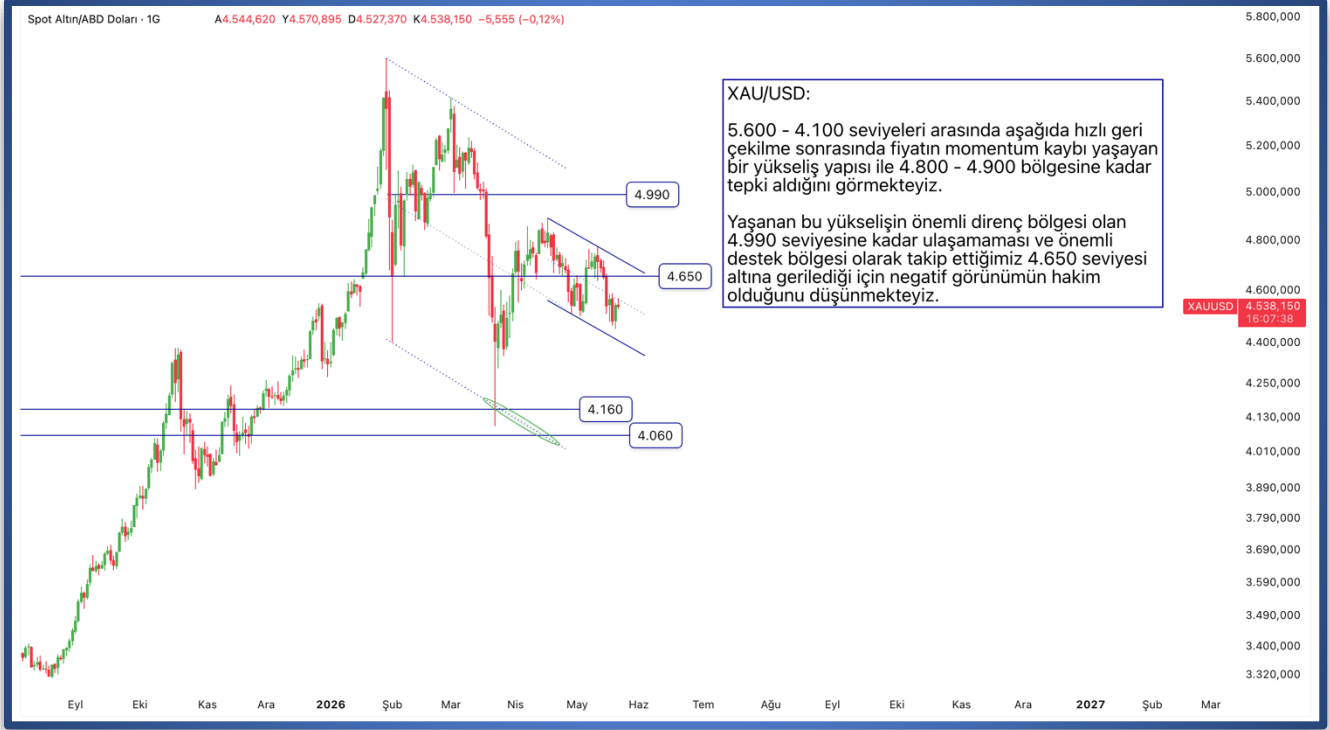 Spot Altın/ABD Doları · 1G A4.544,620 Y4.570,895 D4.527,370 K4.538,150 −5,555 (−0,12%)
XAU/USD:
5.600 - 4.100 seviyeleri arasında aşağıda hızlı geri
çekilme sonrasında fiyatın momentum kaybı yaşayan
bir yükseliş yapısı ile 4.800 - 4.900 bölgesine kadar
tepki aldığını görmekteyiz.
Yaşanan bu yükselişin önemli direnç bölgesi olan
4.990 seviyesine kadar ulaşamaması ve önemli
destek bölgesi olarak takip ettiğimiz 4.650 seviyesi
altına gerilediği için negatif görünümün hakim
olduğunu düşünmekteyiz.
4.990
4.650
4.160
4.060
5.800,000
5.600,000
5.400,000
5.200,000
5.000,000
4.800,000
4.600,000
XAUUSD 4.538,150
16:07:38
4.400,000
4.250,000
4.130,000
4.010,000
3.890,000
3.790,000
3.690,000
3.590,000
3.490,000
3.400,000
3.320,000
Eyl Eki Kas Ara 2026 Şub Mar Nis May Haz Tem Ağu Eyl Eki Kas Ara 2027 Şub Mar